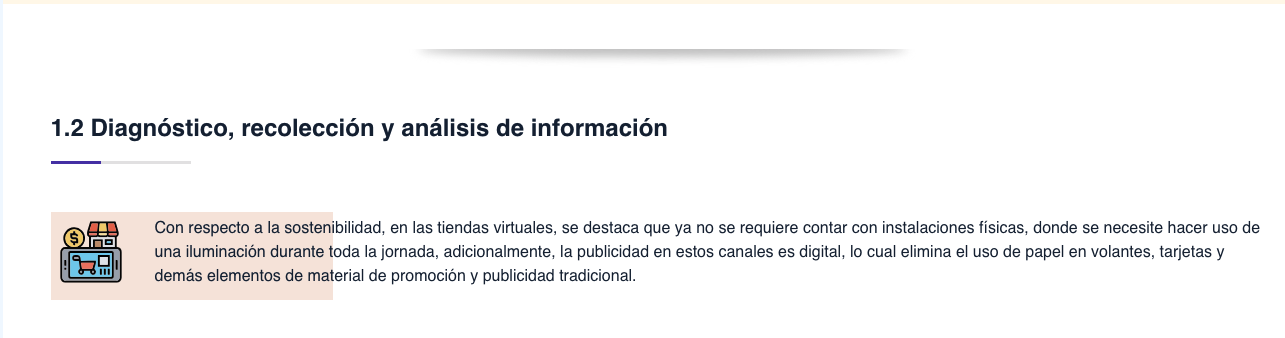 1.2 Diagnóstico, recolección y análisis de información
Con respecto a la sostenibilidad, en las tiendas virtuales, se destaca que ya no se requiere contar con instalaciones físicas, donde se necesite hacer uso de
una iluminación durante toda la jornada, adicionalmente, la publicidad en estos canales es digital, lo cual elimina el uso de papel en volantes, tarjetas y
demás elementos de material de promoción y publicidad tradicional.